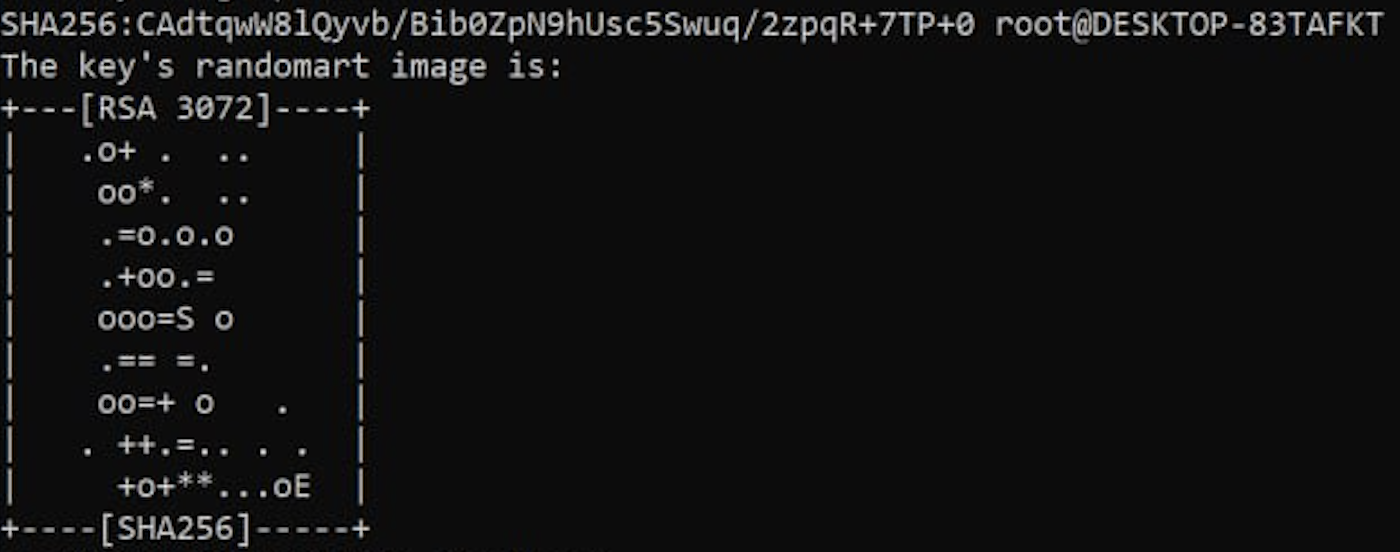 SHA256:CAdtqwW8lQyvb/Bib0ZpN9hUsc5Swuq/2zpqR+7TP+0 root@DESKTOP-83TAFKT
The key's randomart image is:
+---[RSA 3072]----+
|    .o+ .  ..     |
|     oo*.  ..     |
|     .=o.o.o      |
|     .+oo.=       |
|     ooo=S o      |
|     .== =.       |
|     oo=+ o   .   |
|    . ++.=.. . .  |
|      +o+**...oE  |
+----[SHA256]-----+